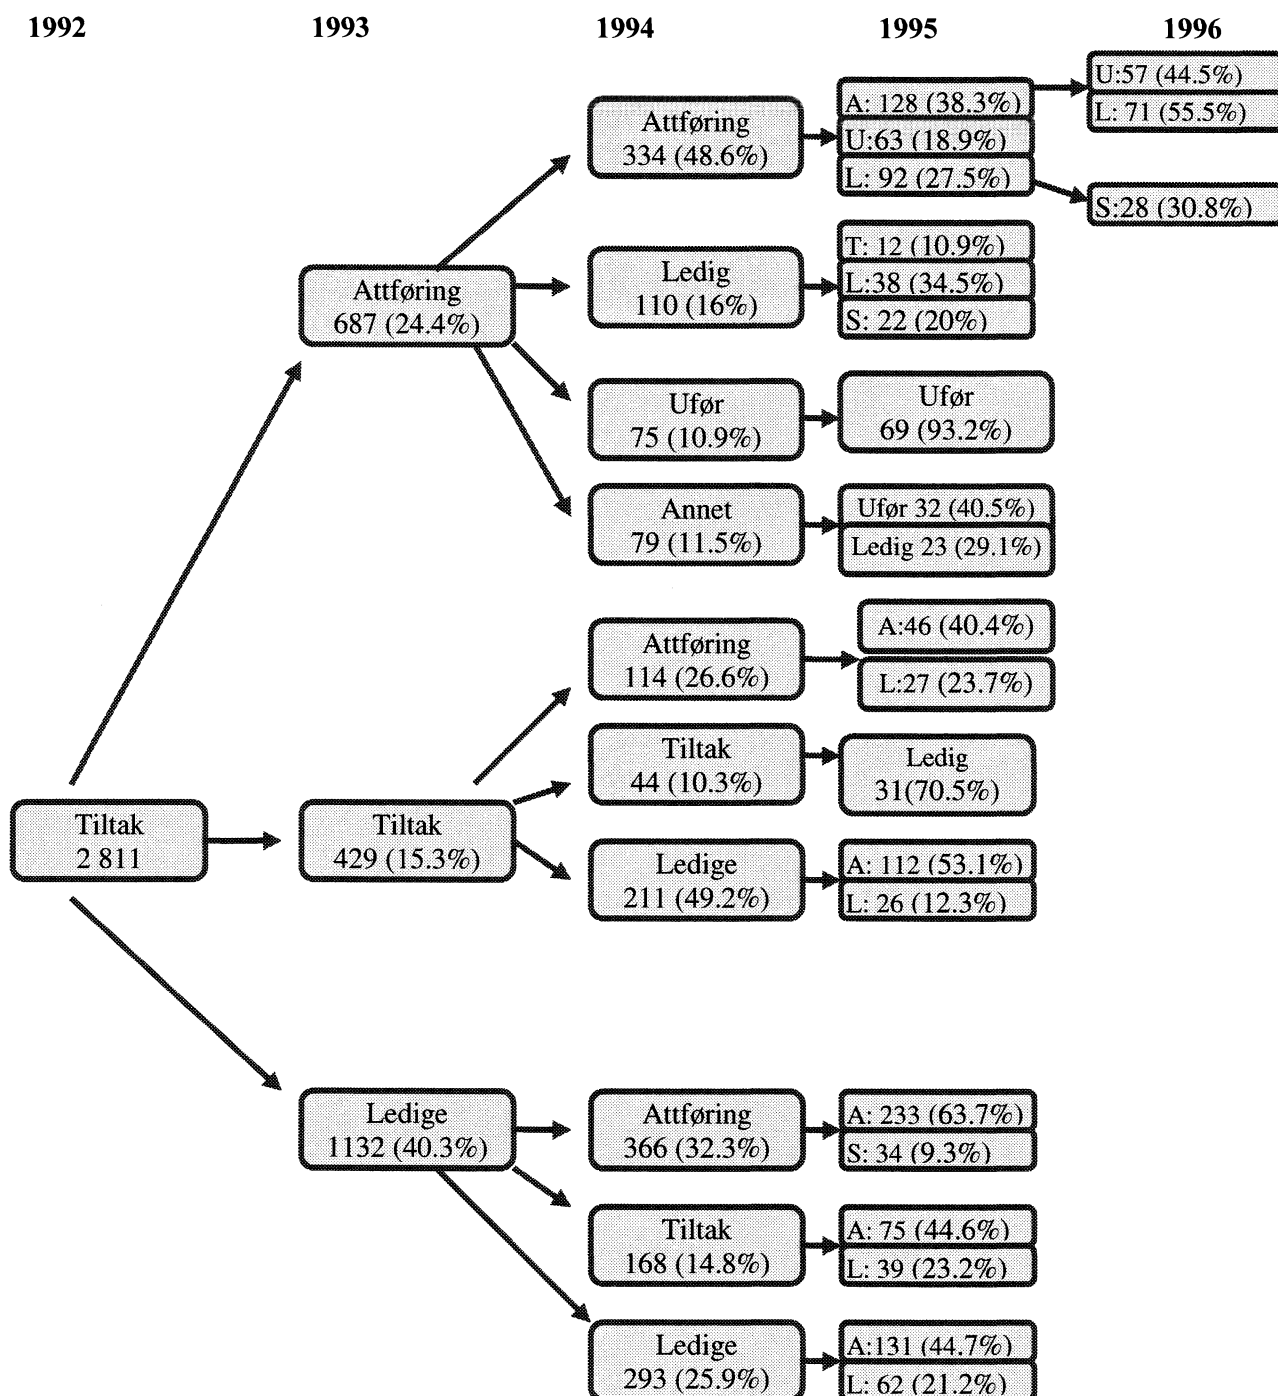 1992 1993 1994 1995 1996
Attføring
334 (48.6%)
A: 128 (38.3%)
U:63 (18.9%)
L: 92 (27.5%)
U:57 (44.5%)
L: 71 (55.5%)
S:28 (30.8%)
Attføring
687 (24.4%)
Ledig
110 (16%)
T: 12 (10.9%)
L:38 (34.5%)
S: 22 (20%)
Ufør
75 (10.9%)
Ufør
69 (93.2%)
Annet
79 (11.5%)
Ufør 32 (40.5%)
Ledig 23 (29.1%)
Attføring
114 (26.6%)
A:46 (40.4%)
L:27 (23.7%)
Tiltak
44 (10.3%)
Ledig
31(70.5%)
Tiltak
2 811
Tiltak
429 (15.3%)
Ledige
211 (49.2%)
A: 112 (53.1%)
L: 26 (12.3%)
Ledige
1132 (40.3%)
Attføring
366 (32.3%)
A: 233 (63.7%)
S: 34 (9.3%)
Tiltak
168 (14.8%)
A: 75 (44.6%)
L: 39 (23.2%)
Ledige
293 (25.9%)
A:131 (44.7%)
L: 62 (21.2%)